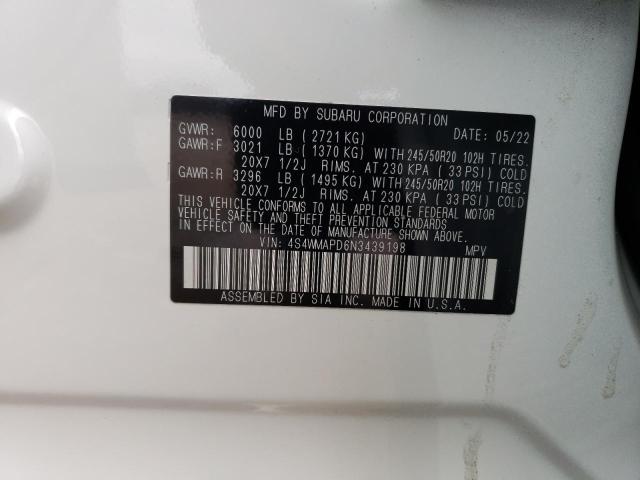 MFD BY SUBARU CORPORATION
GVWR: 6000 LB (2721 KG) DATE: 05/22
GAWR:F 3021 LB (1370 KG) WITH 245/50R20 102H TIRES.
20X7 1/2J RIMS. AT 230 KPA (33 PSI) COLD
GAWR:R 3296 LB (1495 KG) WITH 245/50R20 102H TIRES.
20X7 1/2J RIMS. AT 230 KPA (33 PSI) COLD
THIS VEHICLE CONFORMS TO ALL APPLICABLE FEDERAL MOTOR
VEHICLE SAFETY AND THEFT PREVENTION STANDARDS
IN EFFECT ON THE DATE OF MANUFACTURE SHOWN ABOVE
VIN: 4S4WMAPD6N3439198 MPV
ASSEMBLED BY SIA INC. MADE IN U.S.A.